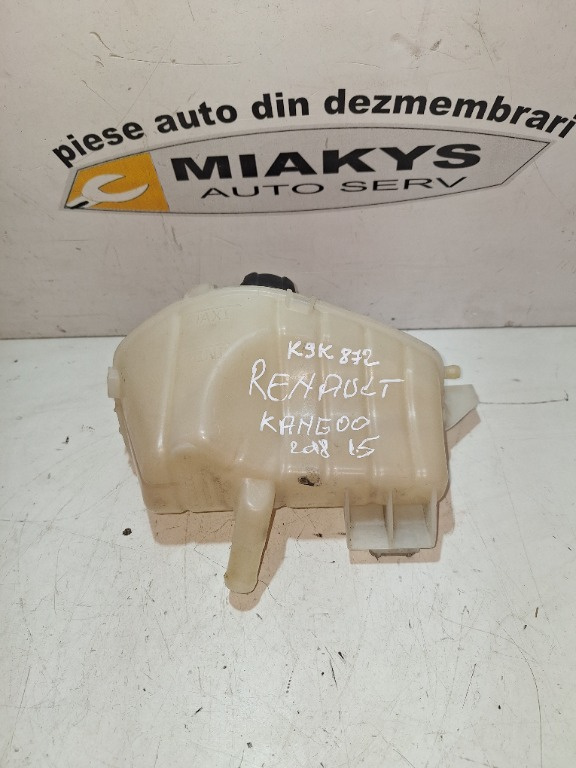 piese auto din dezmembrari
MIAKYS
AUTO SERV
K9K 872
RENAULT
KANGOO
2018 1.5